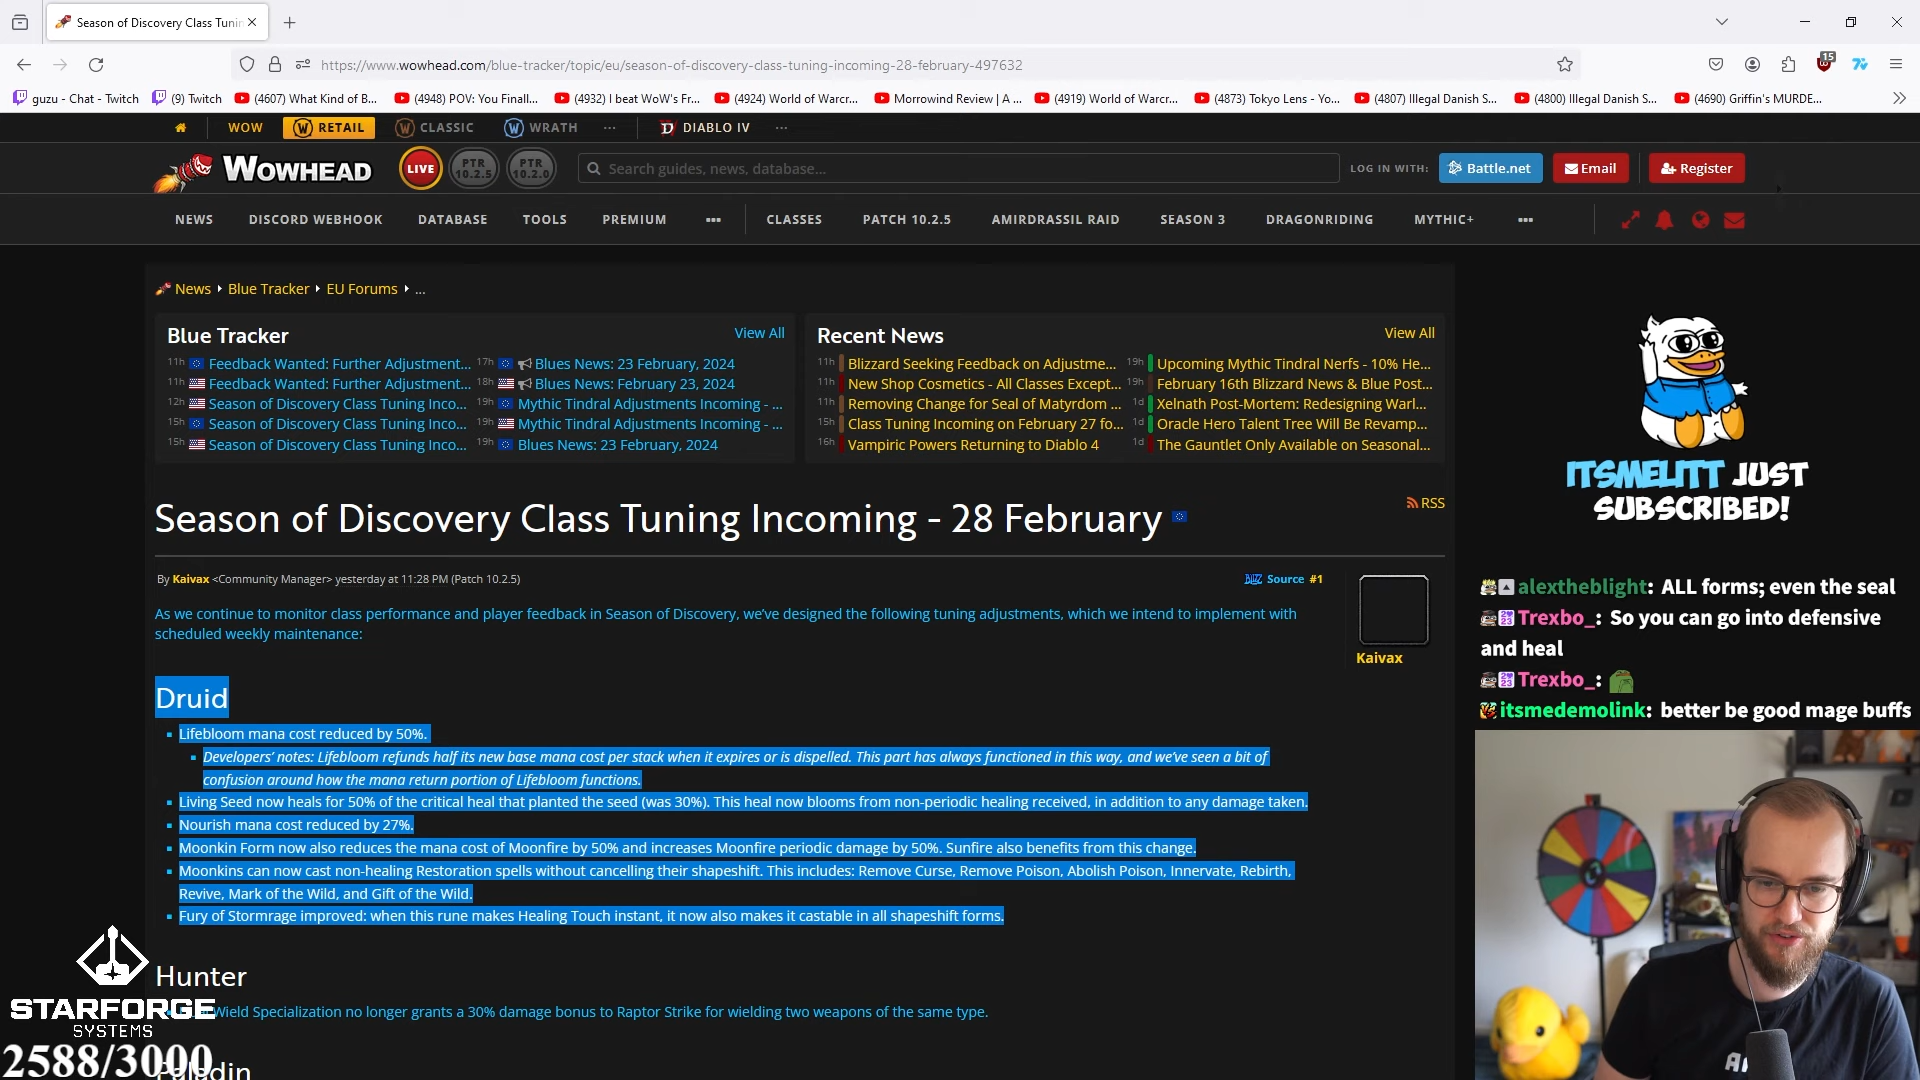 Season of Discovery Class Tunin
https://www.wowhead.com/blue-tracker/topic/eu/season-of-discovery-class-tuning-incoming-28-february-497632
15
guzu - Chat - Twitch
(9) Twitch
(4607) What Kind of B...
(4948) POV: You Finall...
(4932) I beat WoW's Fr...
(4924) World of Warcr...
Morrowind Review | A ...
(4919) World of Warcr...
(4873) Tokyo Lens - Yo...
(4807) Illegal Danish S...
(4800) Illegal Danish S...
(4690) Griffin's MURDE...
WOW
RETAIL
CLASSIC
WRATH
...
DIABLO IV
...
WOWHEAD
LIVE
PTR 10.2.5
PTR 10.2.0
Search guides, news, database...
LOG IN WITH:
Battle.net
Email
Register
NEWS
DISCORD WEBHOOK
DATABASE
TOOLS
PREMIUM
...
CLASSES
PATCH 10.2.5
AMIRDRASSIL RAID
SEASON 3
DRAGONRIDING
MYTHIC+
...
News
Blue Tracker
EU Forums
...
Blue Tracker
View All
11h Feedback Wanted: Further Adjustment...
11h Feedback Wanted: Further Adjustment...
12h Season of Discovery Class Tuning Inco...
15h Season of Discovery Class Tuning Inco...
15h Season of Discovery Class Tuning Inco...
17h Blues News: 23 February, 2024
18h Blues News: February 23, 2024
19h Mythic Tindral Adjustments Incoming - ...
19h Mythic Tindral Adjustments Incoming - ...
19h Blues News: 23 February, 2024
Recent News
View All
11h Blizzard Seeking Feedback on Adjustme...
11h New Shop Cosmetics - All Classes Except...
11h Removing Change for Seal of Matyrdom ...
15h Class Tuning Incoming on February 27 fo...
16h Vampiric Powers Returning to Diablo 4
19h Upcoming Mythic Tindral Nerfs - 10% He...
19h February 16th Blizzard News & Blue Post...
1d Xelnath Post-Mortem: Redesigning Warl...
1d Oracle Hero Talent Tree Will Be Revamp...
1d The Gauntlet Only Available on Seasonal...
RSS
Season of Discovery Class Tuning Incoming - 28 February
By Kaivax <Community Manager> yesterday at 11:28 PM (Patch 10.2.5)
BLIZ Source #1
Kaivax
As we continue to monitor class performance and player feedback in Season of Discovery, we've designed the following tuning adjustments, which we intend to implement with
scheduled weekly maintenance:
Druid
Lifebloom mana cost reduced by 50%.
Developers' notes: Lifebloom refunds half its new base mana cost per stack when it expires or is dispelled. This part has always functioned in this way, and we've seen a bit of
confusion around how the mana return portion of Lifebloom functions.
Living Seed now heals for 50% of the critical heal that planted the seed (was 30%). This heal now blooms from non-periodic healing received, in addition to any damage taken.
Nourish mana cost reduced by 27%.
Moonkin Form now also reduces the mana cost of Moonfire by 50% and increases Moonfire periodic damage by 50%. Sunfire also benefits from this change.
Moonkins can now cast non-healing Restoration spells without cancelling their shapeshift. This includes: Remove Curse, Remove Poison, Abolish Poison, Innervate, Rebirth,
Revive, Mark of the Wild, and Gift of the Wild.
Fury of Stormrage improved: when this rune makes Healing Touch instant, it now also makes it castable in all shapeshift forms.
Hunter
Wield Specialization no longer grants a 30% damage bonus to Raptor Strike for wielding two weapons of the same type.
Paladin
STARFORGE
SYSTEMS
2588/3000
ITSMELITT JUST
SUBSCRIBED!
alextheblight: ALL forms; even the seal
Trexbo_: So you can go into defensive
and heal
Trexbo_:
itsmedemolink: better be good mage buffs